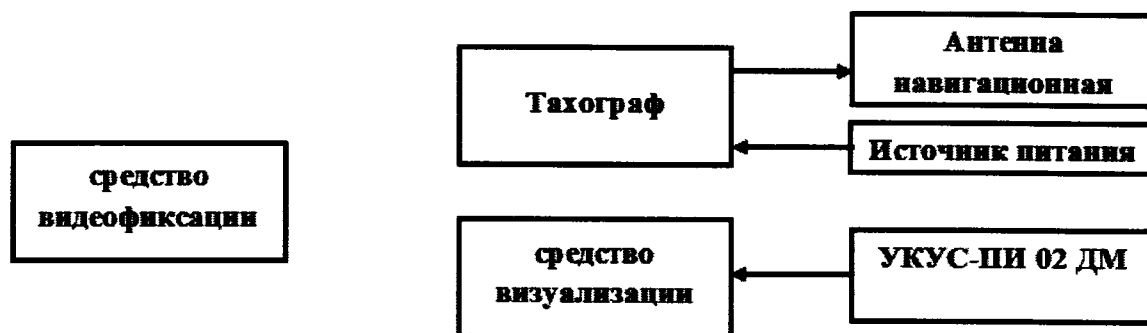 Антенна
навигационная
Тахограф
Источник питания
средство
видеофиксации
средство
визуализации
УКУС-ПИ 02 ДМ